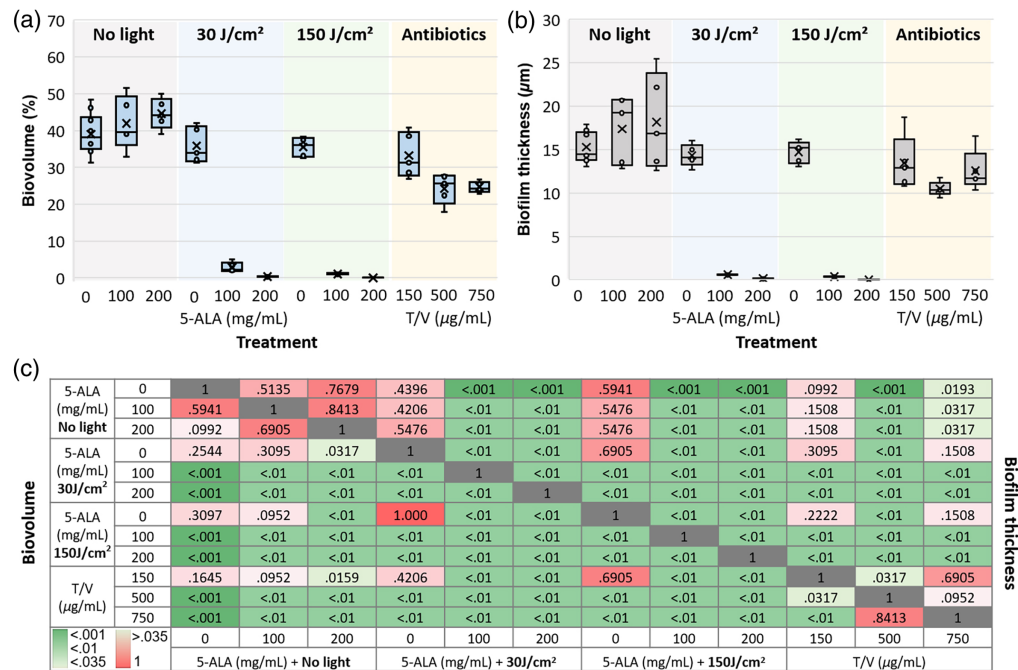 (a)
No light 30 J/cm² 150 J/cm² Antibiotics
Biovolume (%)
70
60
50
40
30
20
10
0
0 100 200 0 100 200 0 100 200 150 500 750
5-ALA (mg/mL) T/V (µg/mL)
Treatment
(b)
No light 30 J/cm² 150 J/cm² Antibiotics
Biofilm thickness (µm)
30
25
20
15
10
5
0
0 100 200 0 100 200 0 100 200 150 500 750
5-ALA (mg/mL) T/V (µg/mL)
Treatment
(c)
Biovolume
Biofilm thickness
5-ALA (mg/mL) No light
0 1 .5135 .7679 .4396 <.001 <.001 .5941 <.001 <.001 .0992 <.001 .0193
100 .5941 1 .8413 .4206 <.01 <.01 .5476 <.01 <.01 .1508 <.01 .0317
200 .0992 .6905 1 .5476 <.01 <.01 .5476 <.01 <.01 .1508 <.01 .0317
5-ALA (mg/mL) 30J/cm²
0 .2544 .3095 .0317 1 <.01 <.01 .6905 <.01 <.01 .3095 <.01 .1508
100 <.001 <.01 <.01 <.01 1 <.01 <.01 <.01 <.01 <.01 <.01 <.01
200 <.001 <.01 <.01 <.01 <.01 1 <.01 <.01 <.01 <.01 <.01 <.01
5-ALA (mg/mL) 150J/cm²
0 .3097 .0952 <.01 1.000 <.01 <.01 1 <.01 <.01 .2222 <.01 .1508
100 <.001 <.01 <.01 <.01 <.01 <.01 <.01 1 <.01 <.01 <.01 <.01
200 <.001 <.01 <.01 <.01 <.01 <.01 <.01 <.01 1 <.01 <.01 <.01
T/V (µg/mL)
150 .1645 .0952 .0159 .4206 <.01 <.01 .6905 <.01 <.01 1 .0317 .6905
500 <.001 <.01 <.01 <.01 <.01 <.01 <.01 <.01 <.01 .0317 1 .0952
750 <.001 <.01 <.01 <.01 <.01 <.01 <.01 <.01 <.01 <.01 .8413 1
<.001 >.035
<.01
<.035 1
0 100 200 0 100 200 0 100 200 150 500 750
5-ALA (mg/mL) + No light 5-ALA (mg/mL) + 30J/cm² 5-ALA (mg/mL) + 150J/cm² T/V (µg/mL)